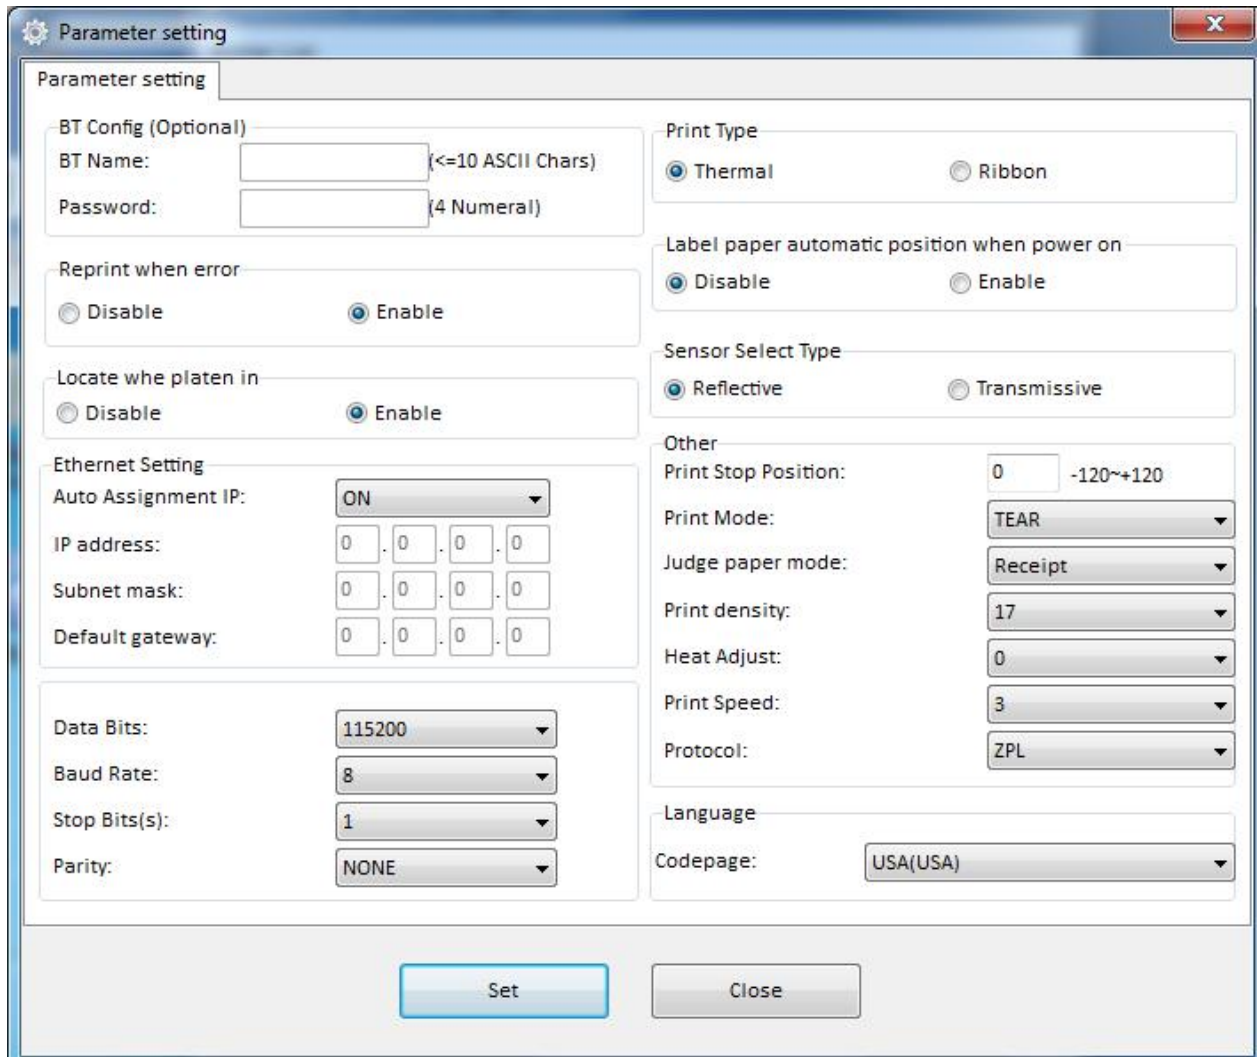 Parameter setting
Parameter setting
BT Config (Optional)
BT Name: (<=10 ASCII Chars)
Password: (4 Numeral)
Reprint when error
Disable Enable
Locate whe platen in
Disable Enable
Ethernet Setting
Auto Assignment IP: ON
IP address: 0 . 0 . 0 . 0
Subnet mask: 0 . 0 . 0 . 0
Default gateway: 0 . 0 . 0 . 0
Data Bits: 115200
Baud Rate: 8
Stop Bits(s): 1
Parity: NONE
Print Type
Thermal Ribbon
Label paper automatic position when power on
Disable Enable
Sensor Select Type
Reflective Transmissive
Other
Print Stop Position: 0 -120~+120
Print Mode: TEAR
Judge paper mode: Receipt
Print density: 17
Heat Adjust: 0
Print Speed: 3
Protocol: ZPL
Language
Codepage: USA(USA)
Set Close